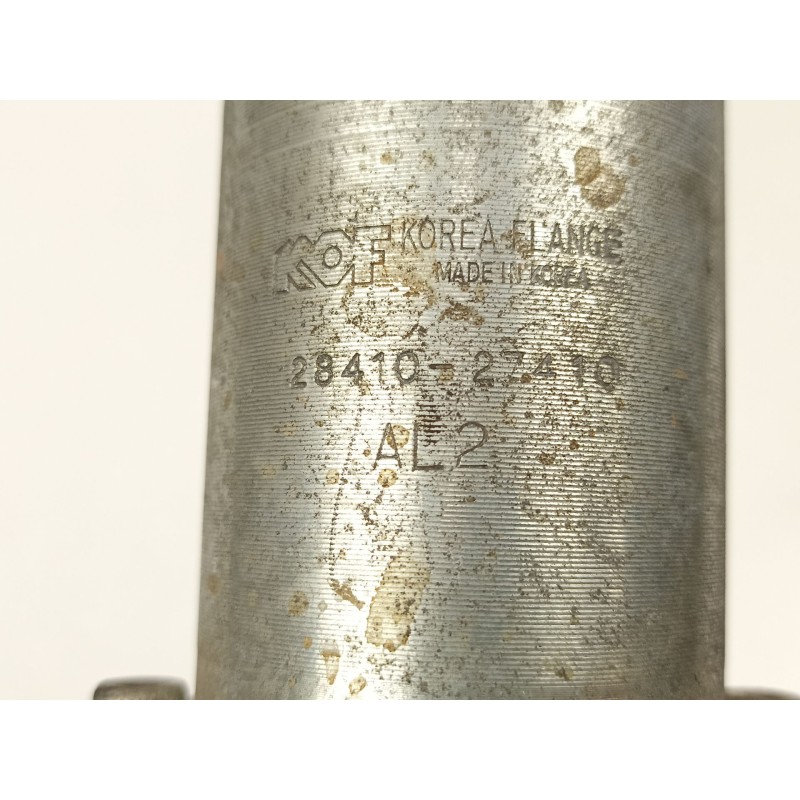 KOF KOREA FLANGE
MADE IN KOREA
28410-27410
AL2